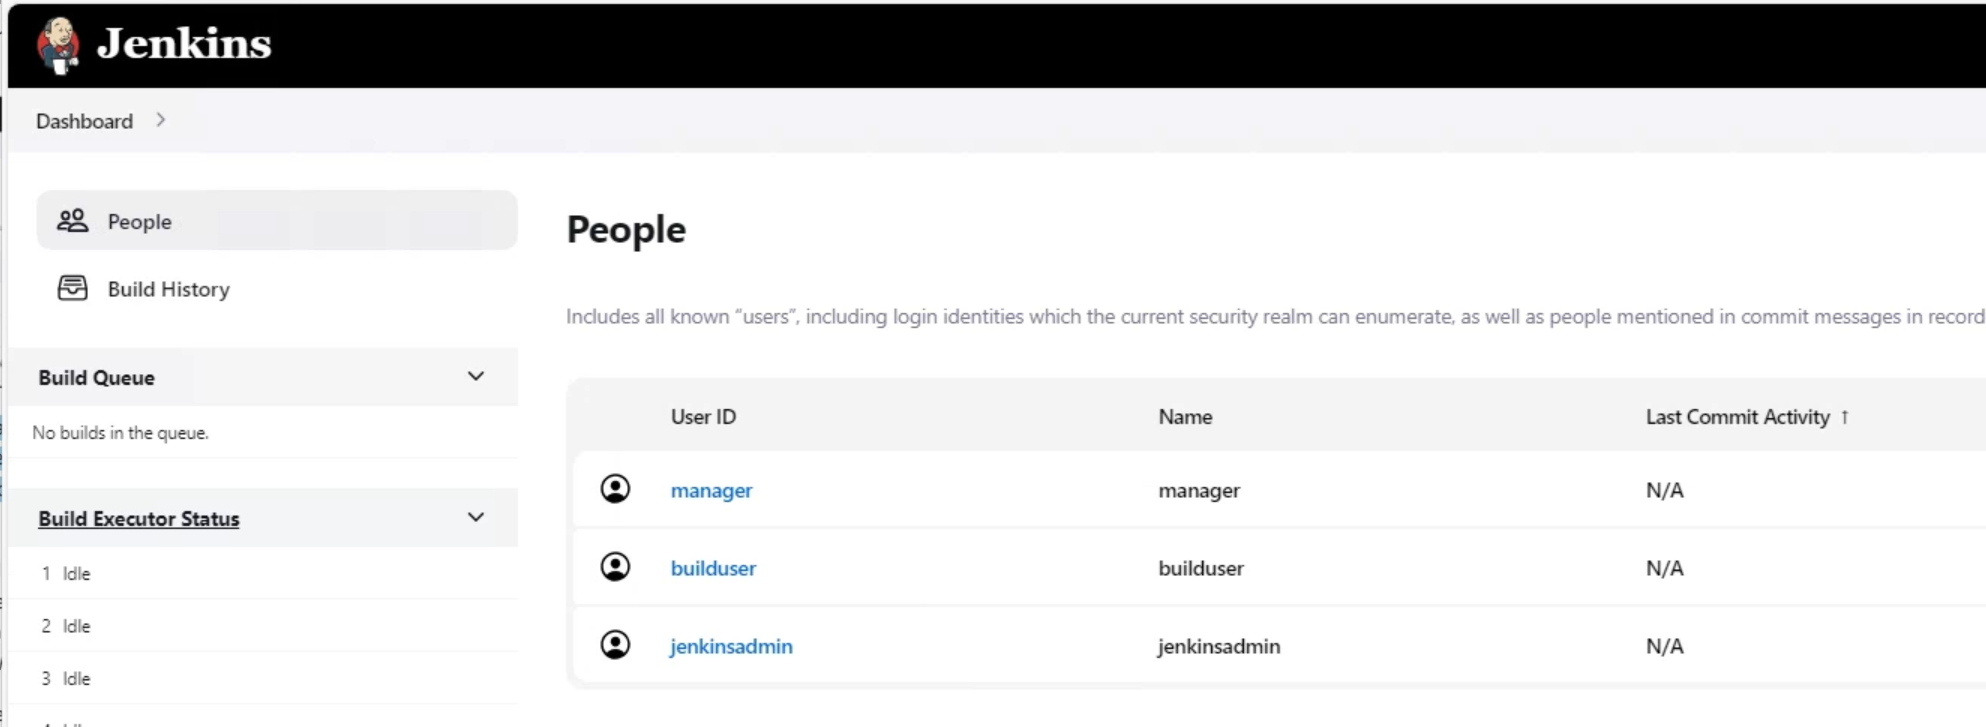 Jenkins
Dashboard
People
Build History
Build Queue
No builds in the queue.
Build Executor Status
1 Idle
2 Idle
3 Idle
People
Includes all known “users”, including login identities which the current security realm can enumerate, as well as people mentioned in commit messages in record
User ID Name Last Commit Activity ↑
manager manager N/A
builduser builduser N/A
jenkinsadmin jenkinsadmin N/A